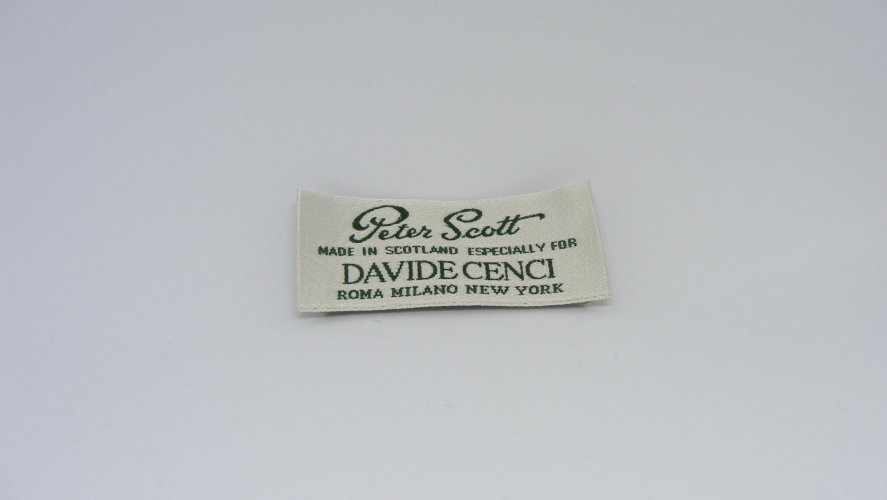 Peter Scott
MADE IN SCOTLAND ESPECIALLY FOR
DAVIDE CENCI
ROMA MILANO NEW YORK